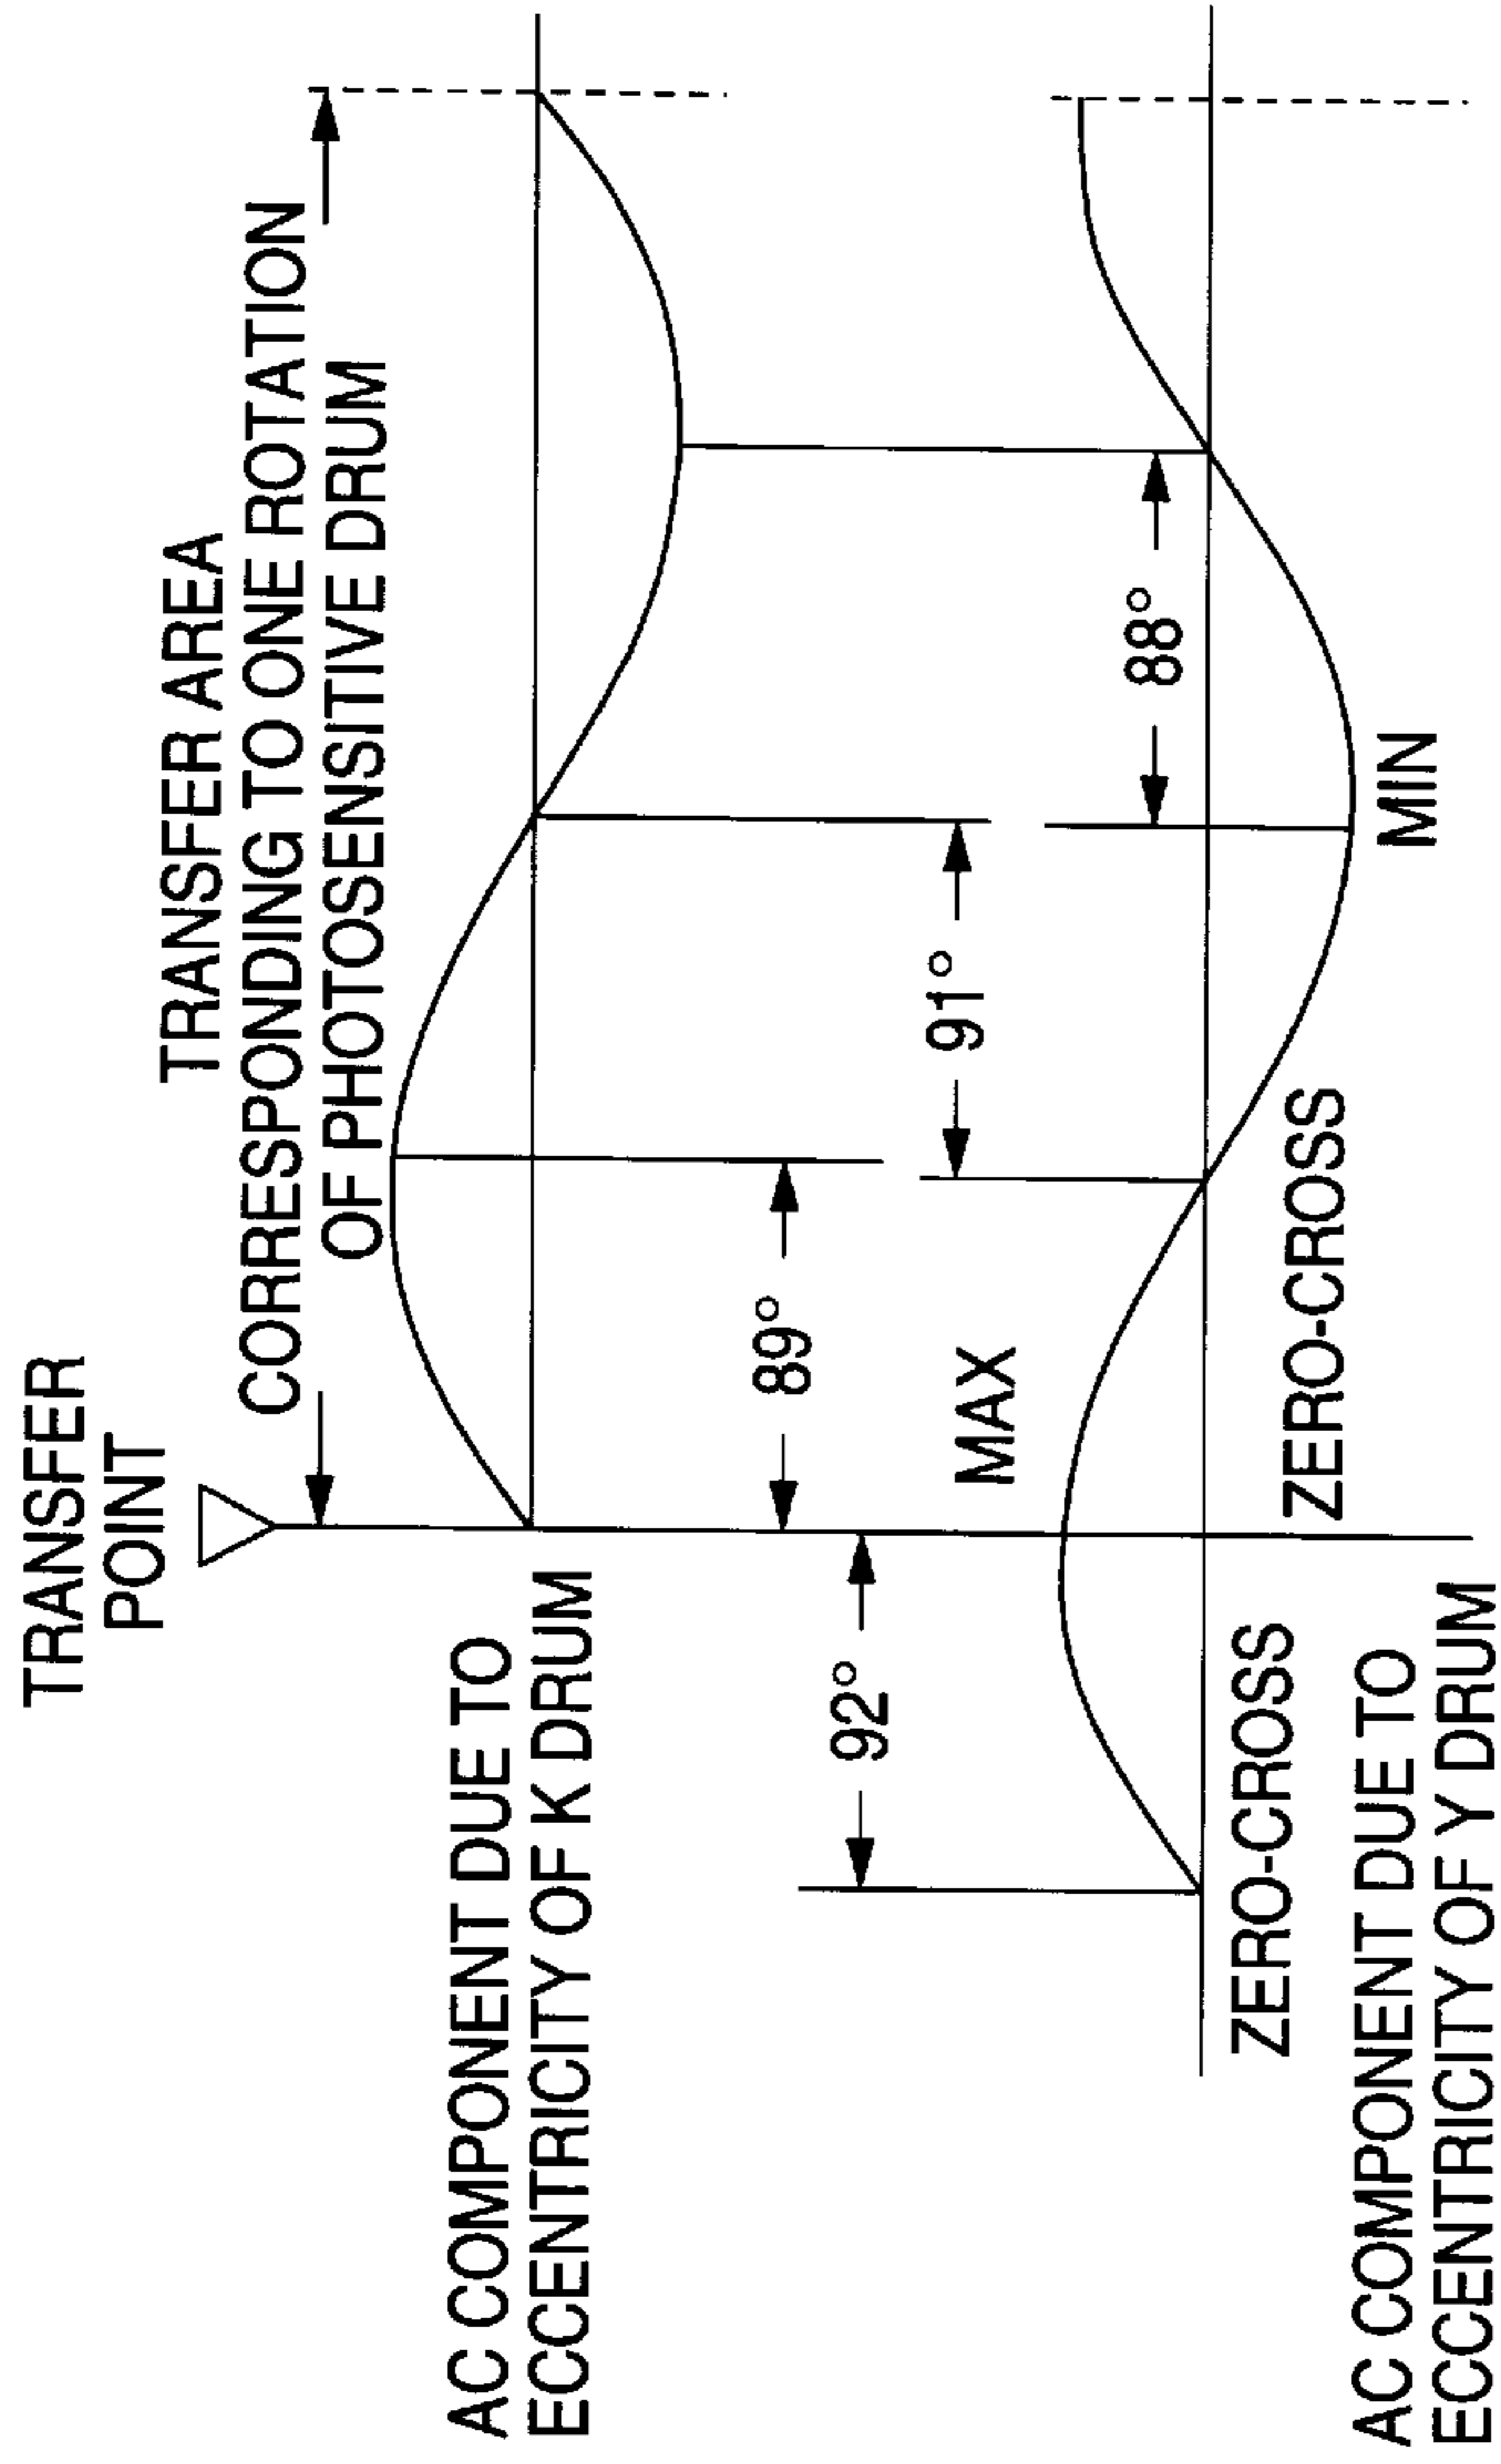 TRANSFER
POINT
TRANSFER AREA
CORRESPONDING TO ONE ROTATION
OF PHOTOSENSITIVE DRUM
AC COMPONENT DUE TO
ECCENTRICITY OF K DRUM
89°
92°
91°
MAX
88°
ZERO-CROSS
ZERO-CROSS
MIN
AC COMPONENT DUE TO
ECCENTRICITY OF Y DRUM